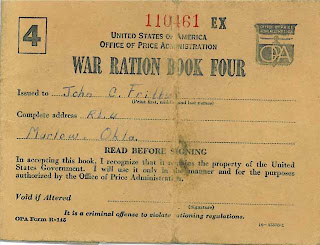 110461 EX
4
UNITED STATES OF AMERICA
OFFICE OF PRICE ADMINISTRATION
OPA
WAR RATION BOOK FOUR
Issued to John C.
(Print first, middle, and last names)
Complete address Rt. 4
Marlow, Okla.
READ BEFORE SIGNING
In accepting this book, I recognize that it remains the property of the United
States Government. I will use it only in the manner and for the purposes
authorized by the Office of Price Administration.
Void if Altered
(Signature)
It is a criminal offense to violate rationing regulations.
OPA Form R-145